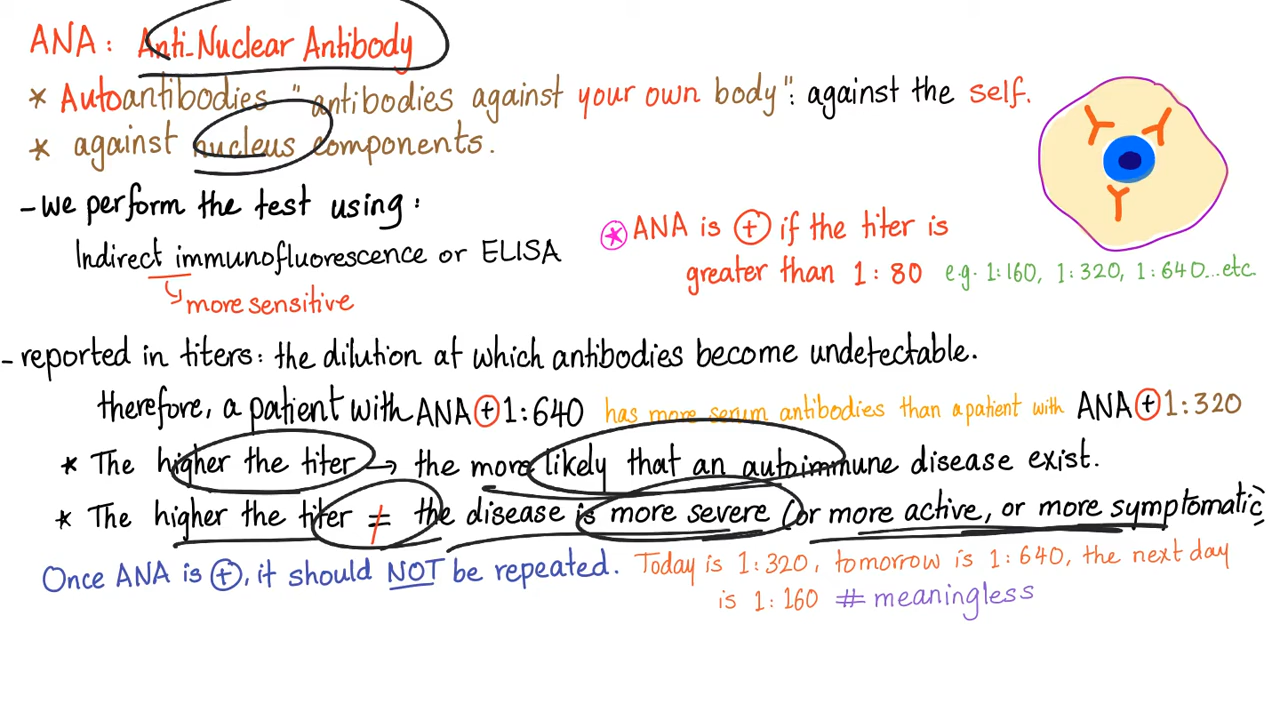 ANA: Anti-Nuclear Antibody
* Autoantibodies "antibodies against your own body": against the self.
* against nucleus components.
- we perform the test using:
Indirect immunofluorescence or ELISA
↳ more sensitive
* ANA is + if the titer is
greater than 1:80 e.g. 1:160, 1:320, 1:640...etc.
- reported in titers: the dilution at which antibodies become undetectable.
therefore, a patient with ANA + 1:640 has more serum antibodies than a patient with ANA + 1:320
* The higher the titer → the more likely that an autoimmune disease exist.
* The higher the titer ≠ the disease is more severe (or more active, or more symptomatic)
Once ANA is +, it should NOT be repeated. Today is 1:320, tomorrow is 1:640, the next day
is 1:160 # meaningless